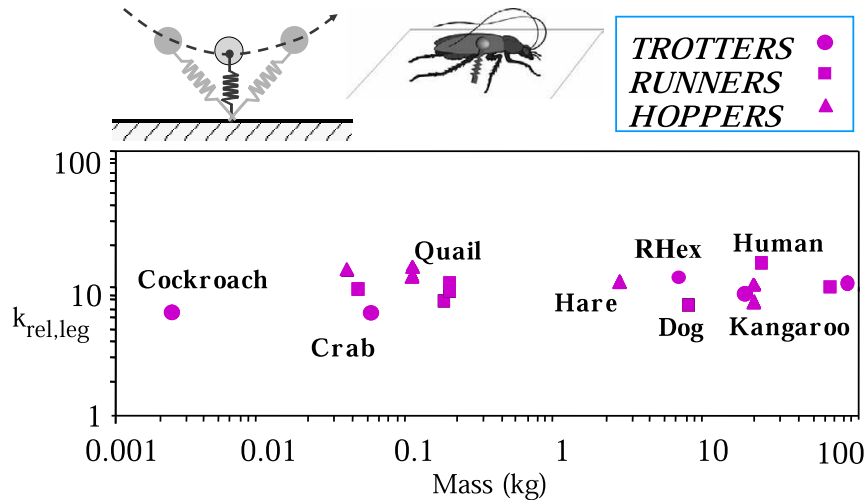 TROTTERS
RUNNERS
HOPPERS
100
10
1
k_rel,leg
Cockroach
Crab
Quail
Hare
RHex
Dog
Human
Kangaroo
0.001
0.01
0.1
1
10
100
Mass (kg)